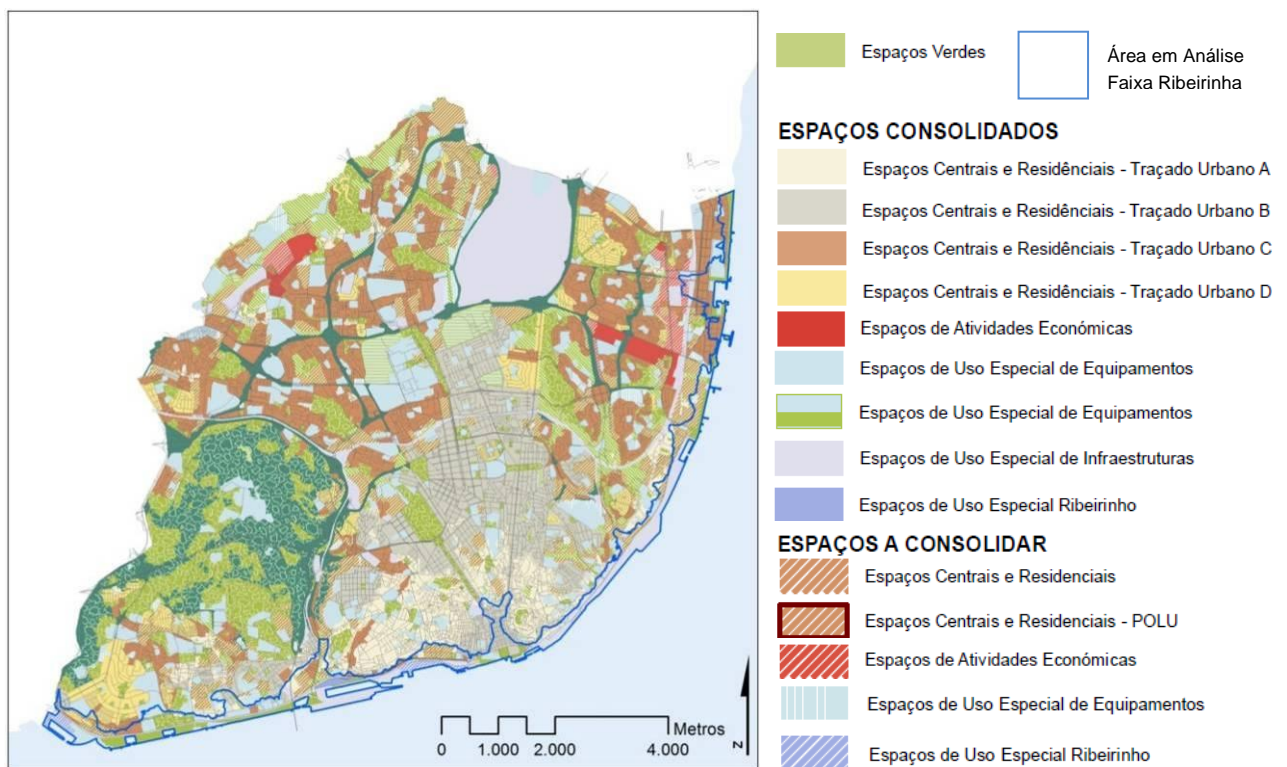 Espaços Verdes
Área em Análise
Faixa Ribeirinha
ESPAÇOS CONSOLIDADOS
Espaços Centrais e Residênciais - Traçado Urbano A
Espaços Centrais e Residênciais - Traçado Urbano B
Espaços Centrais e Residênciais - Traçado Urbano C
Espaços Centrais e Residênciais - Traçado Urbano D
Espaços de Atividades Económicas
Espaços de Uso Especial de Equipamentos
Espaços de Uso Especial de Equipamentos
Espaços de Uso Especial de Infraestruturas
Espaços de Uso Especial Ribeirinho
ESPAÇOS A CONSOLIDAR
Espaços Centrais e Residenciais
Espaços Centrais e Residenciais - POLU
Espaços de Atividades Económicas
Espaços de Uso Especial de Equipamentos
Espaços de Uso Especial Ribeirinho
Metros
0 1.000 2.000 4.000
N